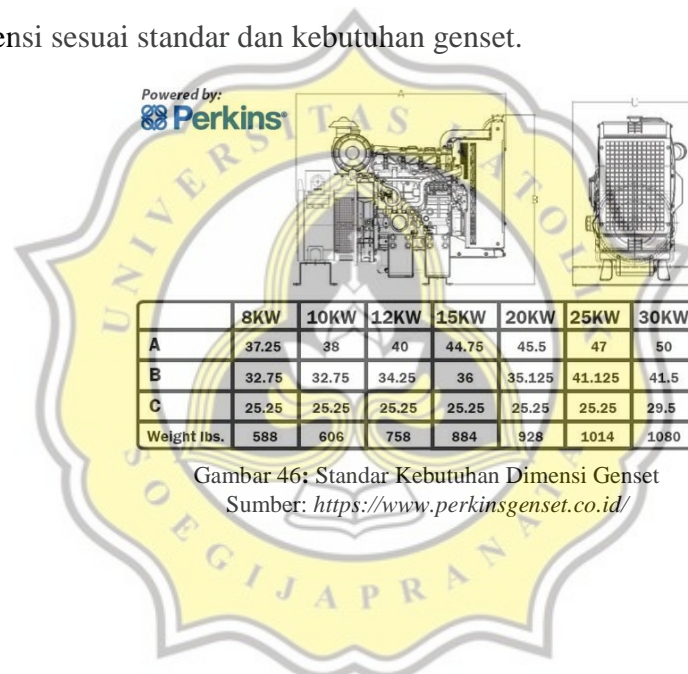 ensi sesuai standar dan kebutuhan genset.
Powered by:
Perkins®
A
C
B
8KW 10KW 12KW 15KW 20KW 25KW 30KW
A 37.25 38 40 44.75 45.5 47 50
B 32.75 32.75 34.25 36 35.125 41.125 41.5
C 25.25 25.25 25.25 25.25 25.25 25.25 29.5
Weight lbs. 588 606 758 884 928 1014 1080
Gambar 46: Standar Kebutuhan Dimensi Genset
Sumber: https://www.perkinsgenset.co.id/
UNIVERSITAS KATOLIK
SOEGIJAPRANATA